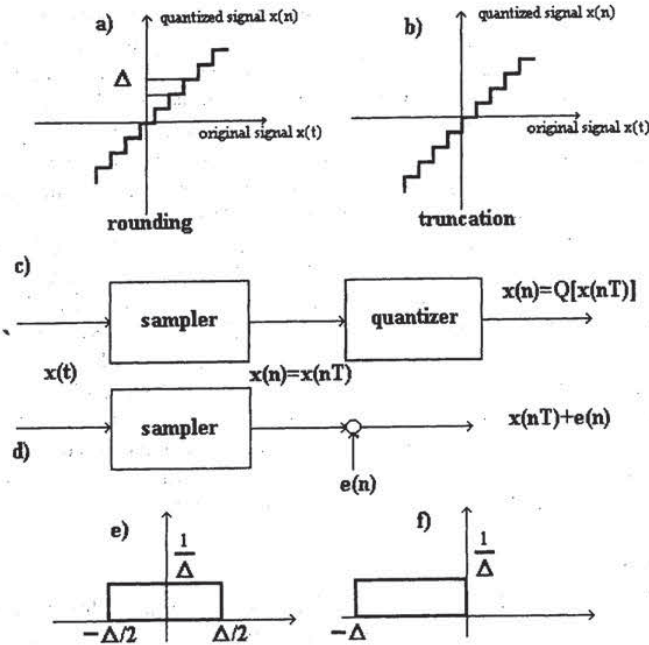 a)
quantized signal x(n)
Δ
original signal x(t)
rounding
b)
quantized signal x(n)
original signal x(t)
truncation
c)
sampler
quantizer
x(n)=Q[x(nT)]
x(t)
x(n)=x(nT)
d)
sampler
x(nT)+e(n)
e(n)
e)
1
Δ
−Δ/2
Δ/2
f)
1
Δ
−Δ